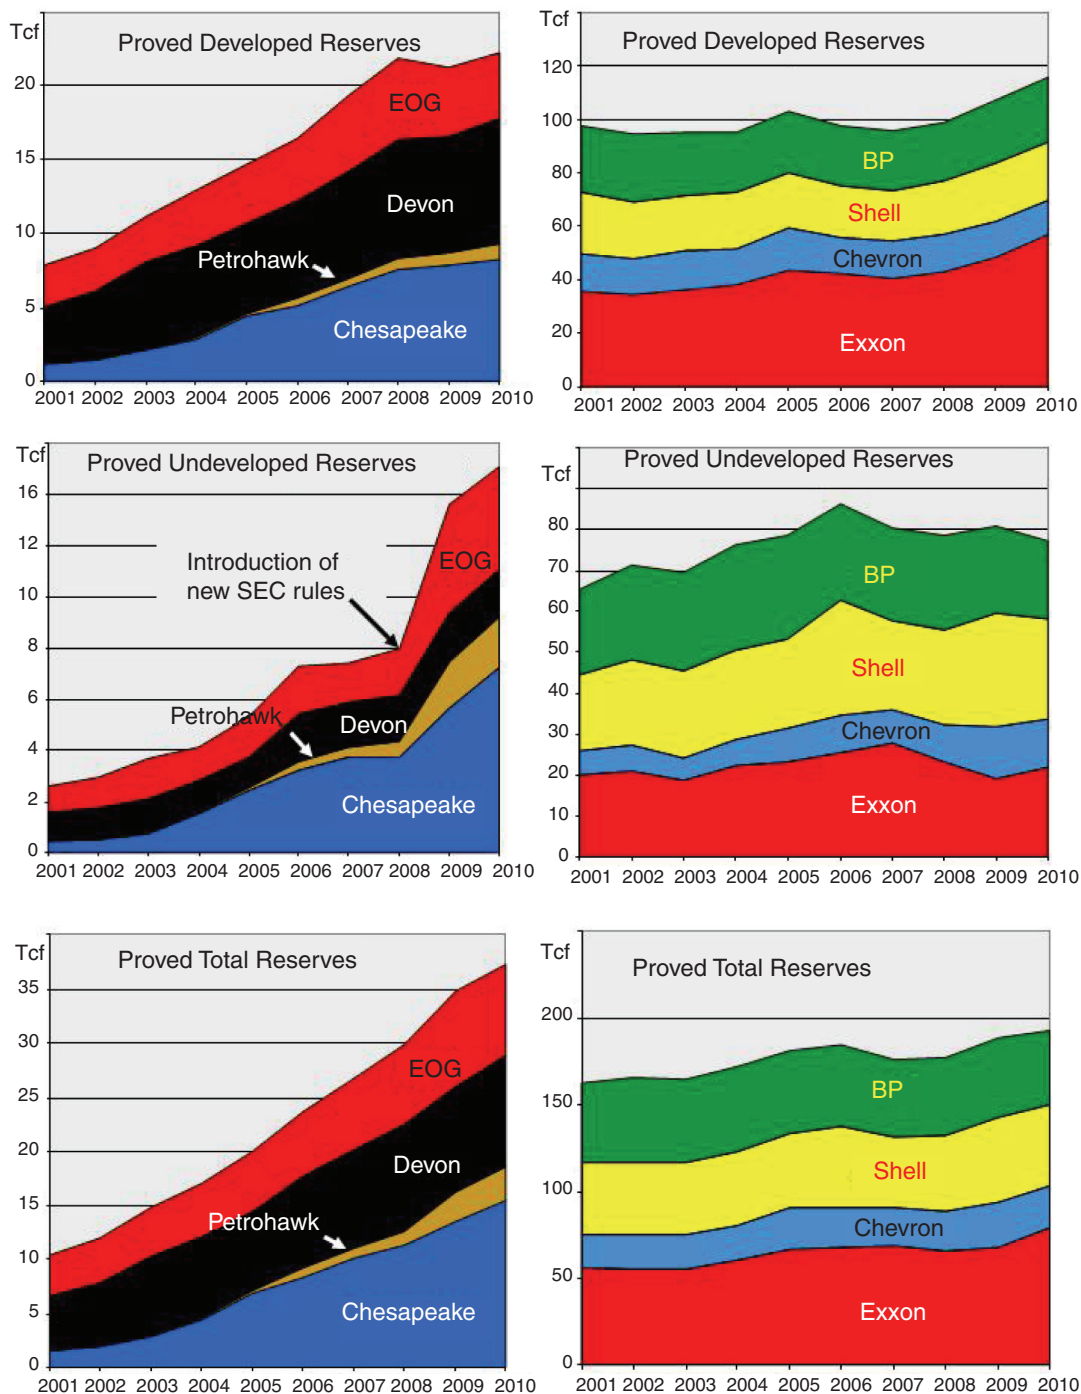 Tcf
Proved Developed Reserves
20
15
10
5
0
EOG
Devon
Petrohawk
Chesapeake
2001 2002 2003 2004 2005 2006 2007 2008 2009 2010
Tcf
Proved Developed Reserves
120
100
80
60
40
20
0
BP
Shell
Chevron
Exxon
2001 2002 2003 2004 2005 2006 2007 2008 2009 2010
Tcf
Proved Undeveloped Reserves
16
14
12
10
8
6
4
2
0
Introduction of
new SEC rules
EOG
Petrohawk
Devon
Chesapeake
2001 2002 2003 2004 2005 2006 2007 2008 2009 2010
Tcf
Proved Undeveloped Reserves
80
70
60
50
40
30
20
10
0
BP
Shell
Chevron
Exxon
2001 2002 2003 2004 2005 2006 2007 2008 2009 2010
Tcf
Proved Total Reserves
35
30
25
20
15
10
5
0
EOG
Devon
Petrohawk
Chesapeake
2001 2002 2003 2004 2005 2006 2007 2008 2009 2010
Tcf
Proved Total Reserves
200
150
100
50
0
BP
Shell
Chevron
Exxon
2001 2002 2003 2004 2005 2006 2007 2008 2009 2010